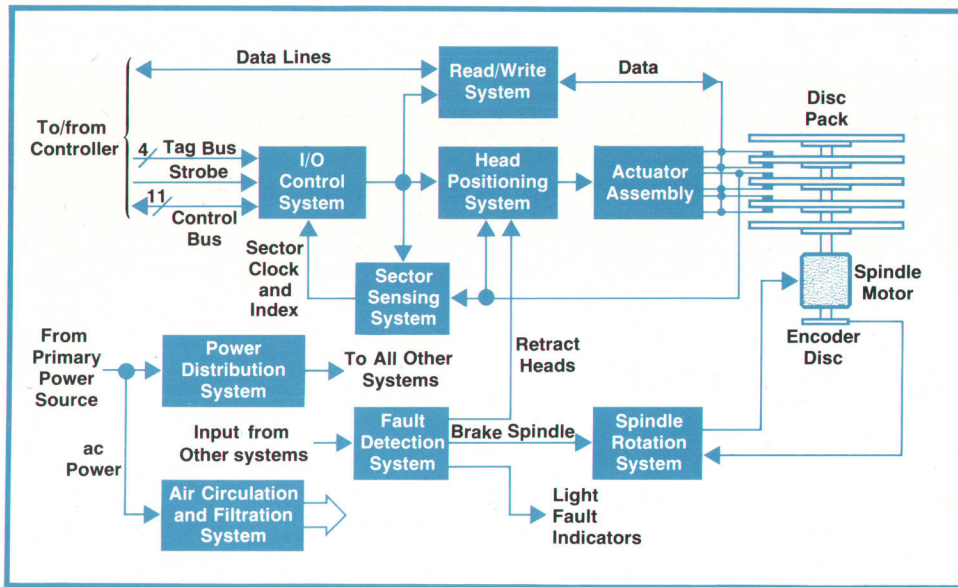 Data Lines
Read/Write
System
Data
Disc
Pack
To/from
Controller
4 Tag Bus
Strobe
11
Control
Bus
I/O
Control
System
Head
Positioning
System
Actuator
Assembly
Sector
Clock
and
Index
Sector
Sensing
System
Spindle
Motor
Encoder
Disc
From
Primary
Power
Source
Power
Distribution
System
To All Other
Systems
Retract
Heads
Input from
Other systems
Fault
Detection
System
Brake Spindle
Spindle
Rotation
System
ac
Power
Air Circulation
and Filtration
System
Light
Fault
Indicators